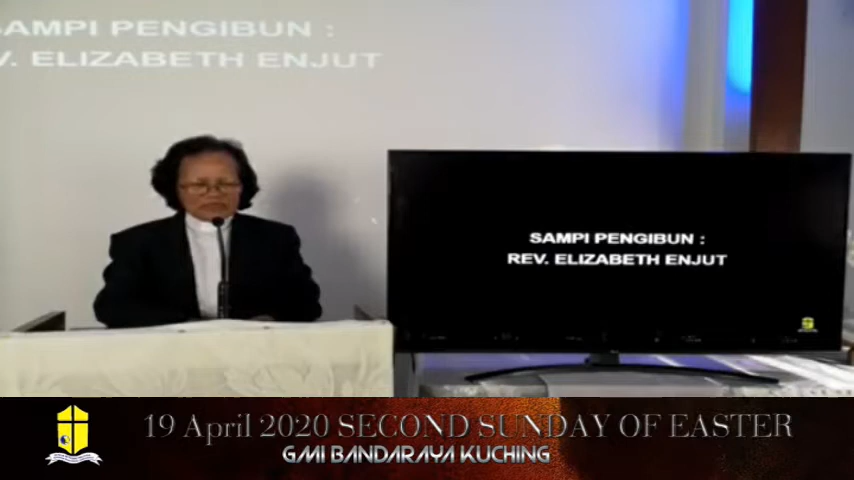 SAMPI PENGIBUN :
V. ELIZABETH ENJUT
SAMPI PENGIBUN :
REV. ELIZABETH ENJUT
19 April 2020 SECOND SUNDAY OF EASTER
GMI BANDARAYA KUCHING